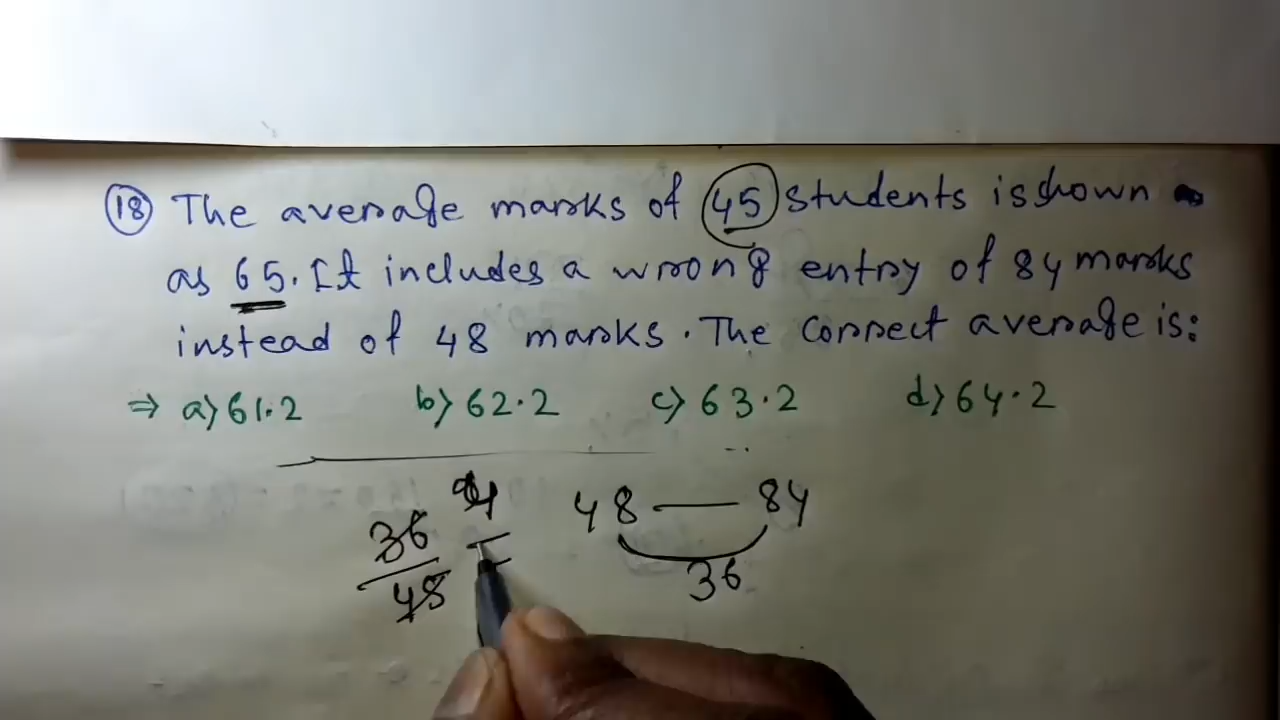 18 The average marks of 45 students is shown
as 65. It includes a wrong entry of 84 marks
instead of 48 marks. The correct average is:
⇒ a) 61.2 b) 62.2 c) 63.2 d) 64.2
48 — 84
36
36
45